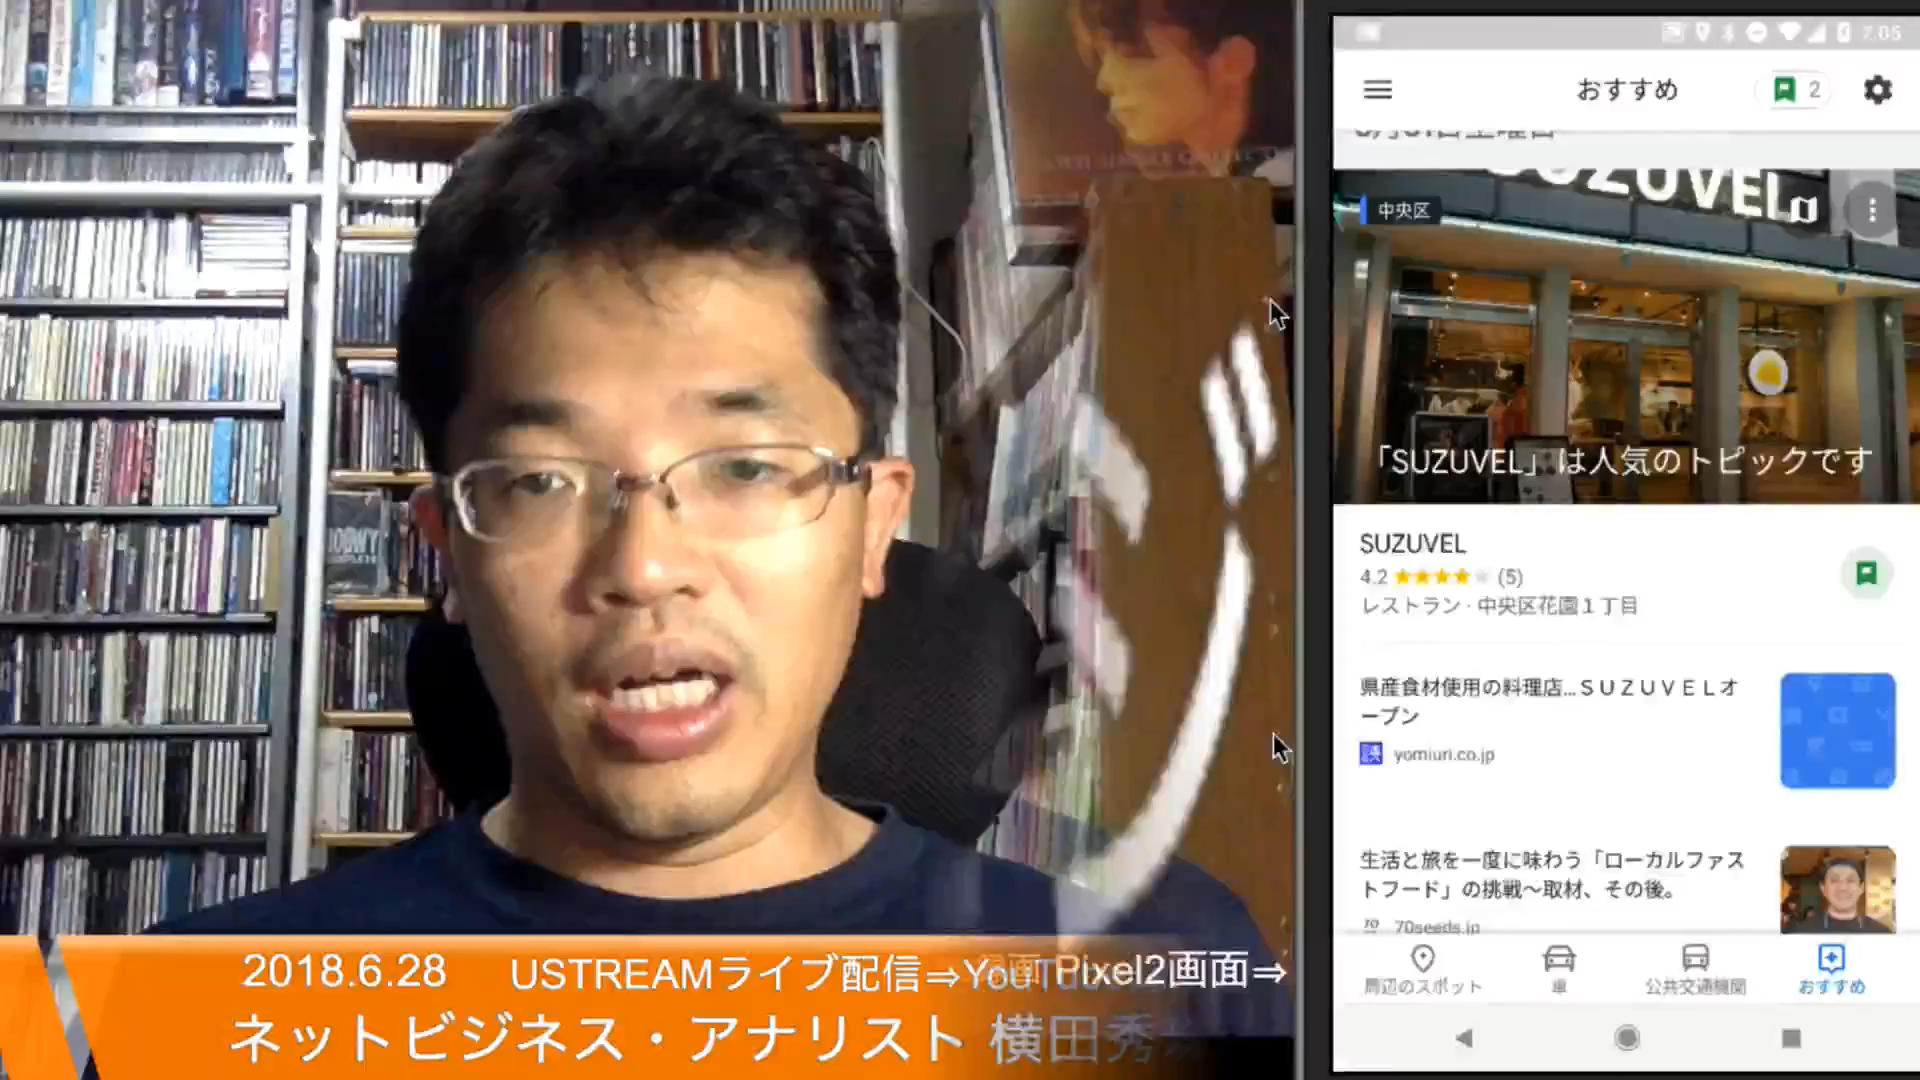 BOØWY
2018.6.28 USTREAMライブ配信⇒YouTu
録画 Pixel2画面⇒
ネットビジネス・アナリスト 横田秀
7:05
おすすめ
2
中央区
SUZUVEL
「SUZUVEL」は人気のトピックです
SUZUVEL
4.2 (5)
レストラン · 中央区花園１丁目
県産食材使用の料理店...ＳＵＺＵＶＥＬオ
ープン
yomiuri.co.jp
生活と旅を一度に味わう「ローカルファス
トフード」の挑戦〜取材、その後。
70seeds.jp
周辺のスポット
車
公共交通機関
おすすめ